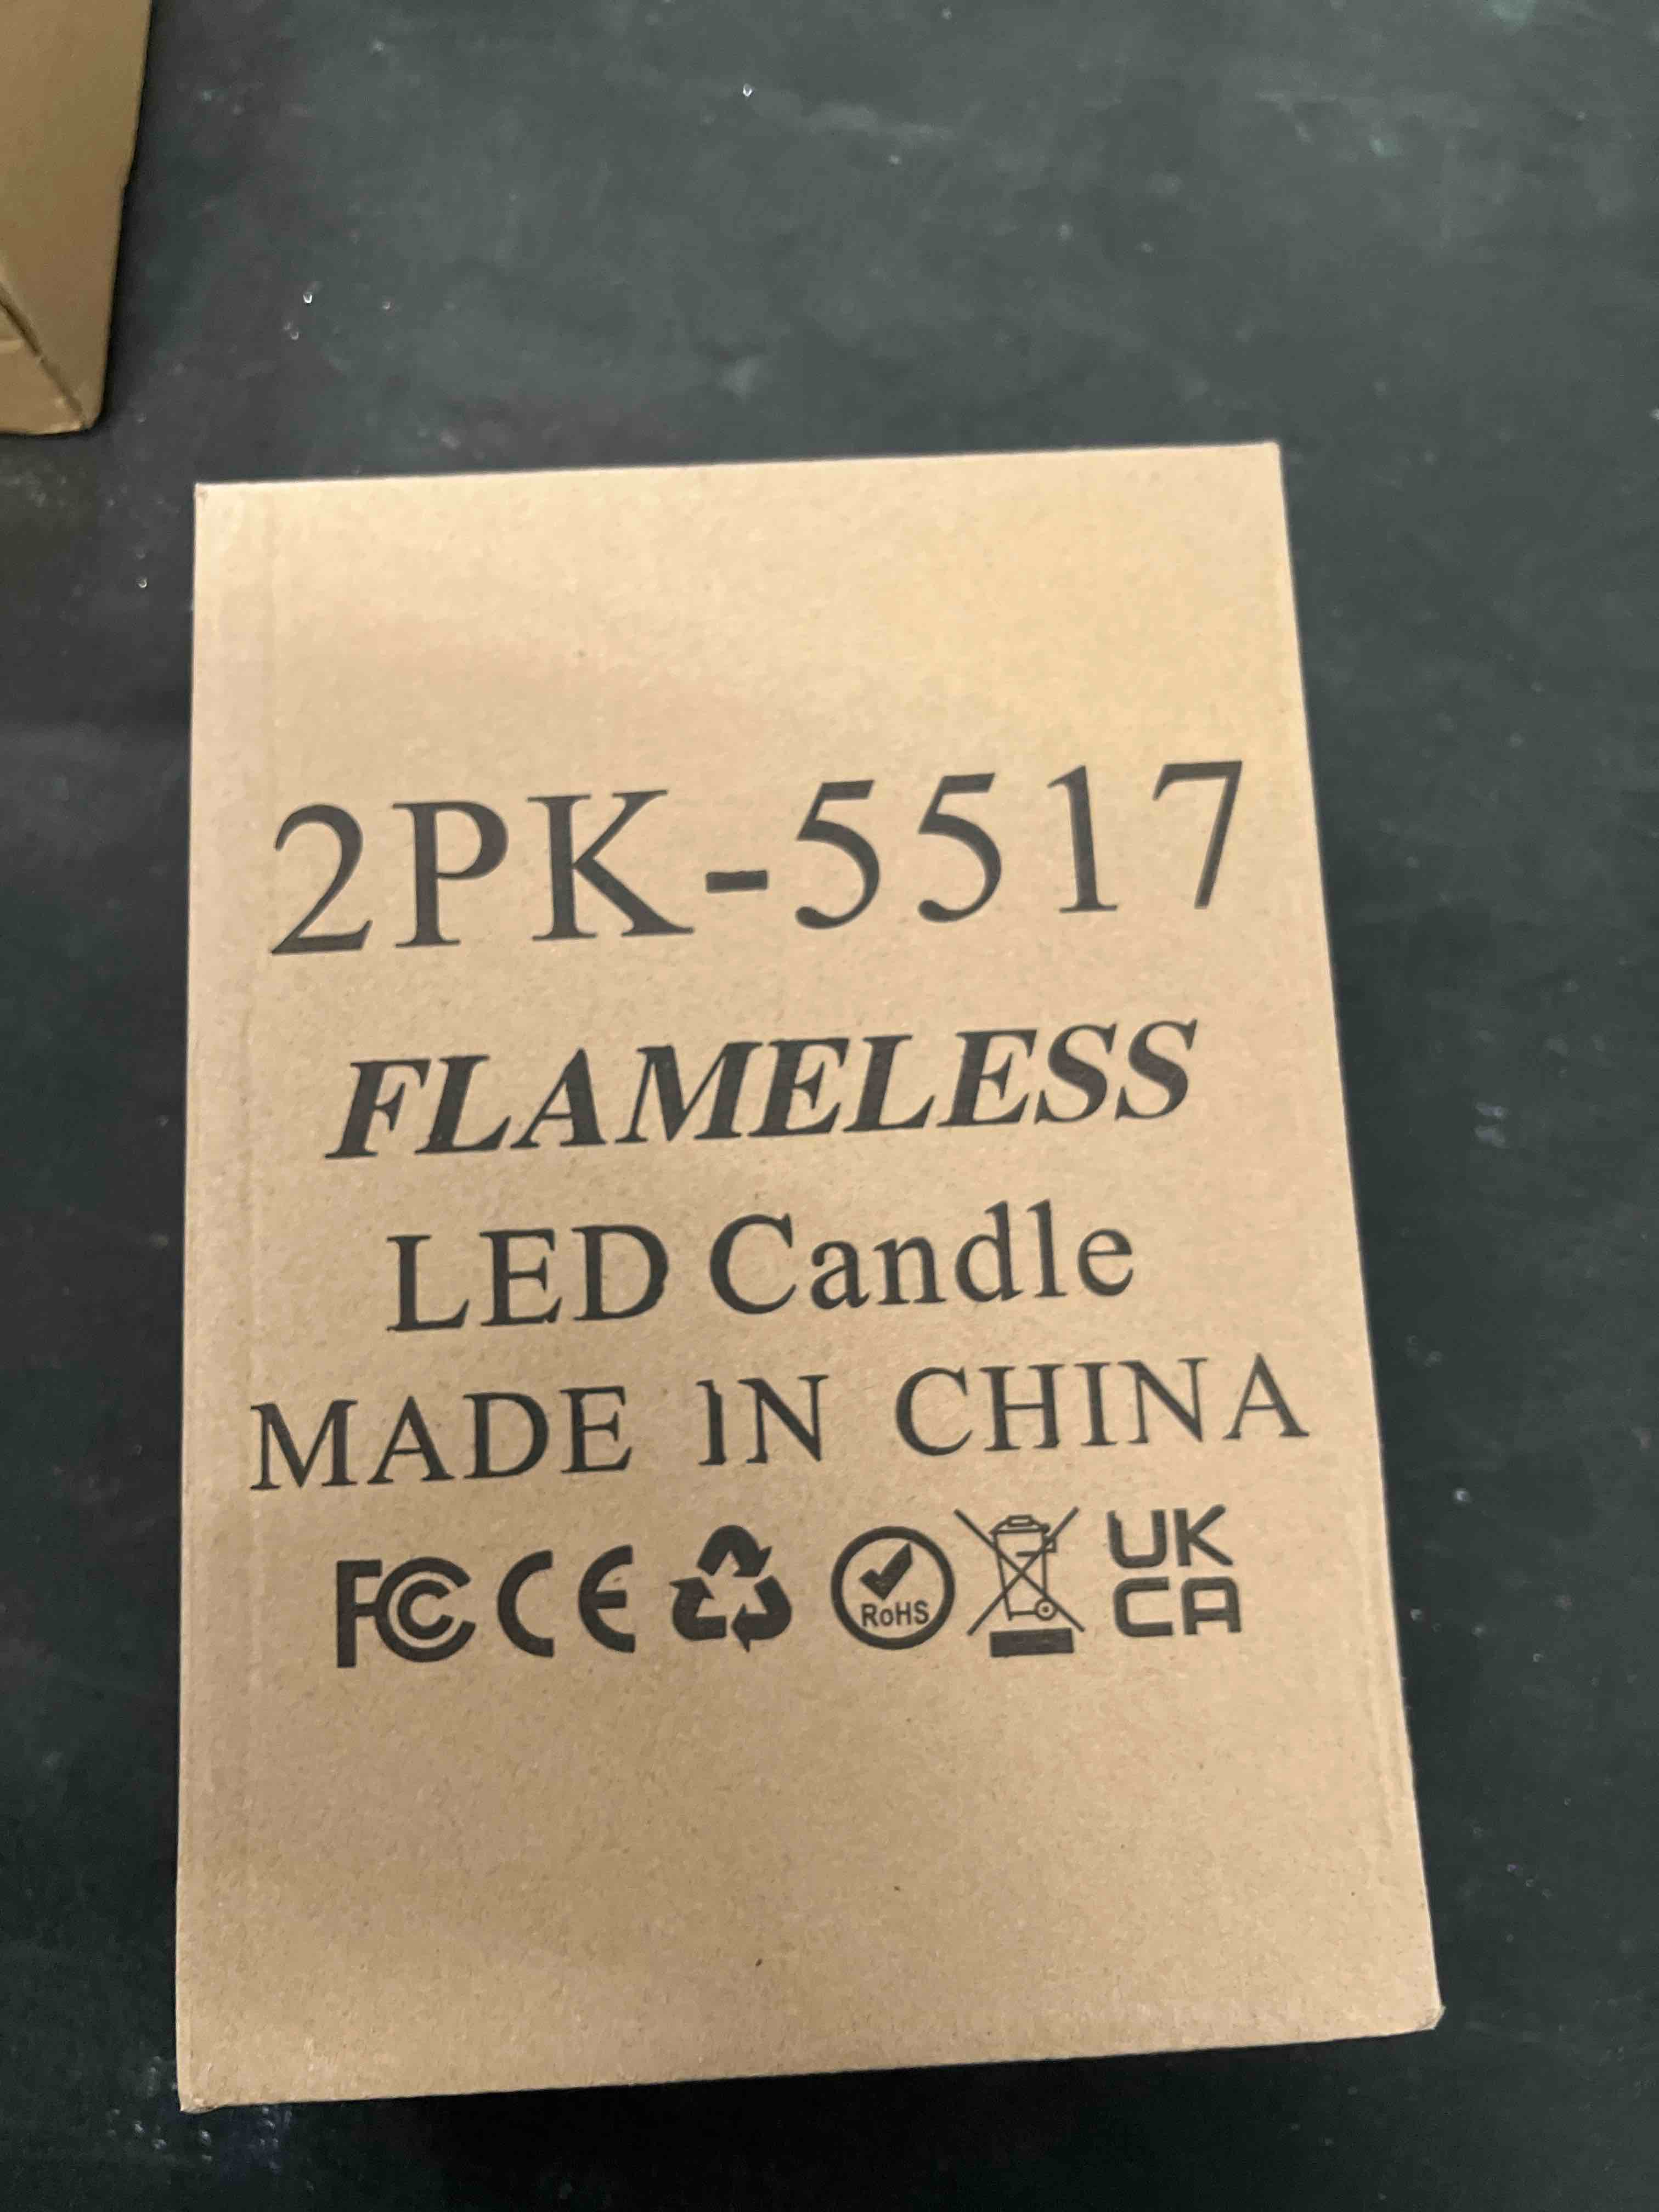 2PK-5517
FLAMELESS
LED Candle
MADE IN CHINA
FC CE RoHS UK
CA